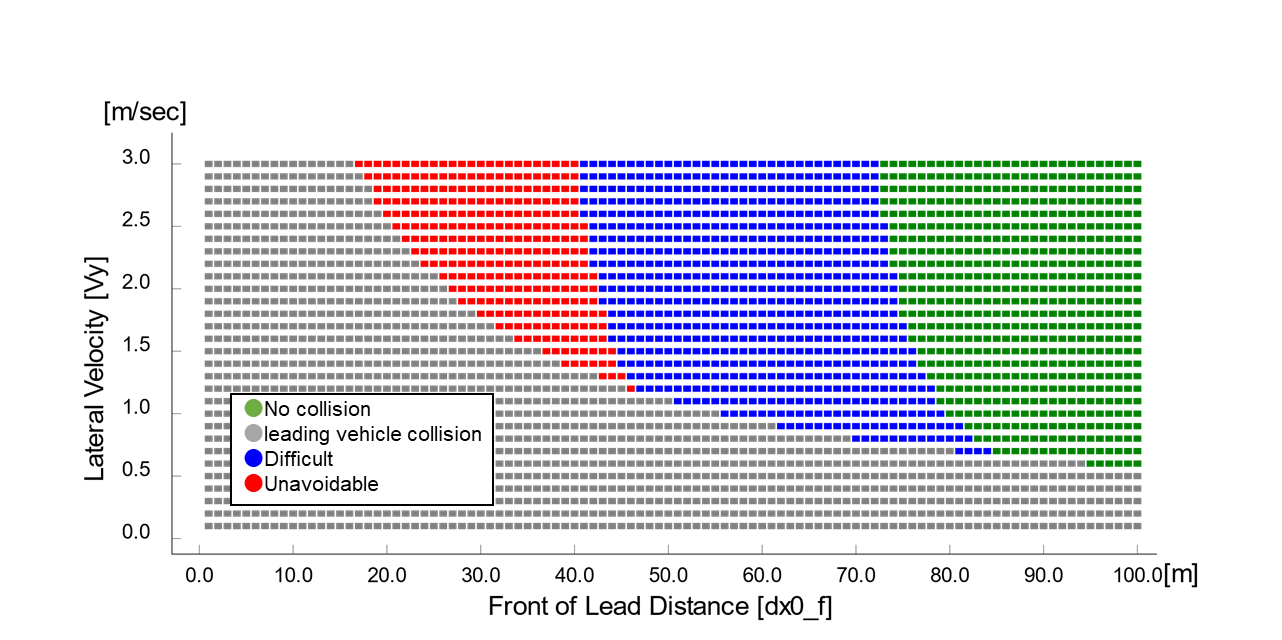 [m/sec]
3.0
2.5
2.0
1.5
1.0
0.5
0.0
Lateral Velocity [Vy]
No collision
leading vehicle collision
Difficult
Unavoidable
0.0 10.0 20.0 30.0 40.0 50.0 60.0 70.0 80.0 90.0 100.0 [m]
Front of Lead Distance [dx0_f]